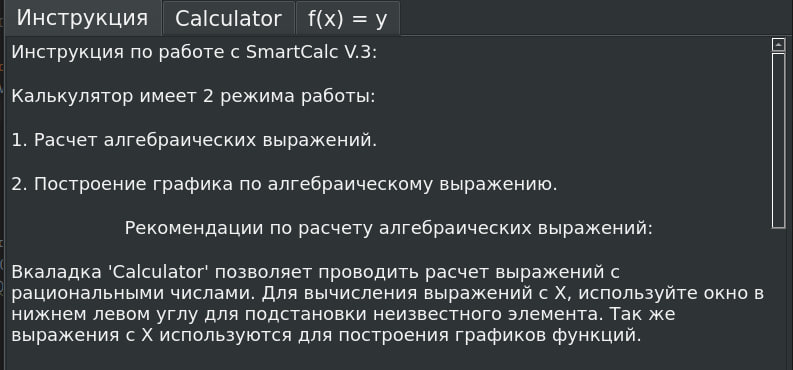 Инструкция Calculator f(x) = y
Инструкция по работе с SmartCalc V.3:
Калькулятор имеет 2 режима работы:
1. Расчет алгебраических выражений.
2. Построение графика по алгебраическому выражению.
Рекомендации по расчету алгебраических выражений:
Вкаладка 'Calculator' позволяет проводить расчет выражений с
рациональными числами. Для вычисления выражений с X, используйте окно в
нижнем левом углу для подстановки неизвестного элемента. Так же
выражения с X используются для построения графиков функций.